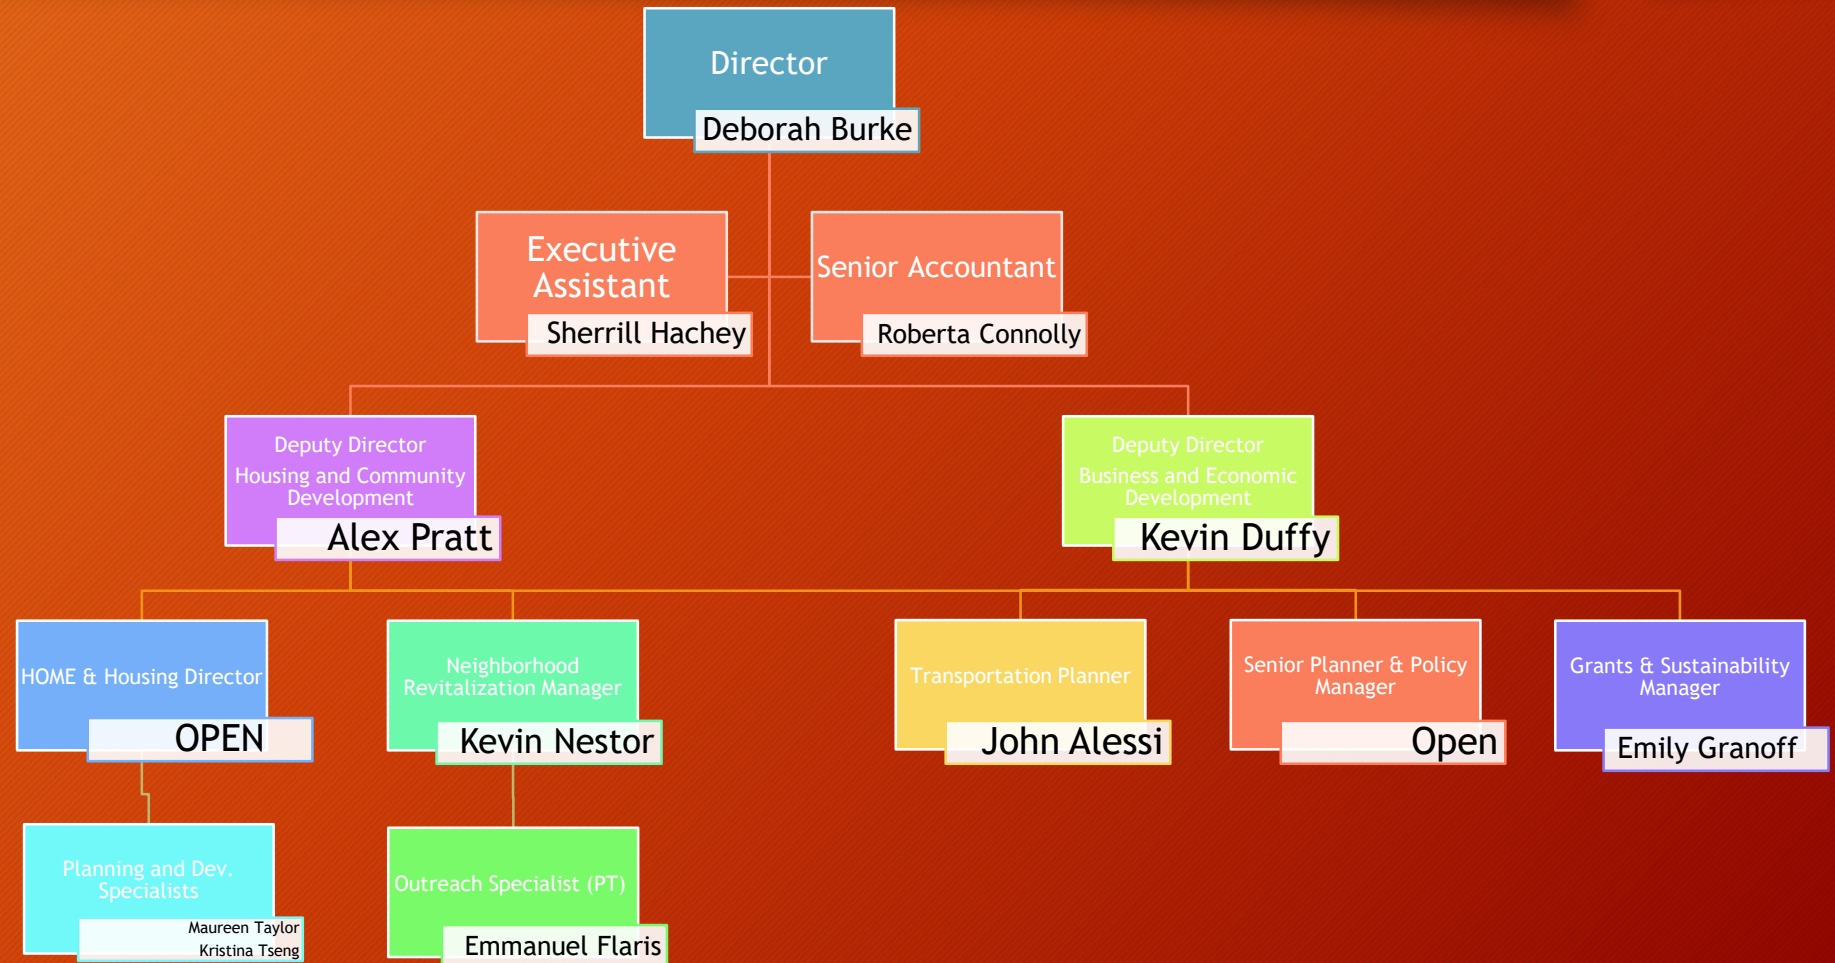 Director
Deborah Burke
Executive
Assistant
Sherrill Hachey
Senior Accountant
Roberta Connolly
Deputy Director
Housing and Community
Development
Alex Pratt
Deputy Director
Business and Economic
Development
Kevin Duffy
HOME & Housing Director
OPEN
Neighborhood
Revitalization Manager
Kevin Nestor
Transportation Planner
John Alessi
Senior Planner & Policy
Manager
Open
Grants & Sustainability
Manager
Emily Granoff
Planning and Dev.
Specialists
Maureen Taylor
Kristina Tseng
Outreach Specialist (PT)
Emmanuel Flaris